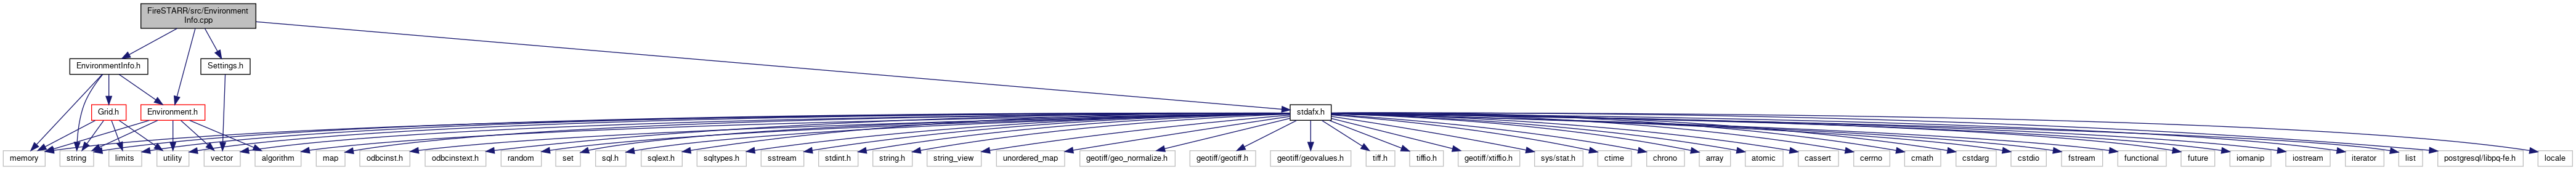 FireSTARR/src/Environment
Info.cpp
EnvironmentInfo.h
Settings.h
Grid.h
Environment.h
stdafx.h
memory
string
limits
utility
vector
algorithm
map
odbcinst.h
odbcinstext.h
random
set
sql.h
sqlext.h
sqltypes.h
sstream
stdint.h
string.h
string_view
unordered_map
geotiff/geo_normalize.h
geotiff/geotiff.h
geotiff/geovalues.h
tiff.h
tiffio.h
geotiff/xtiffio.h
sys/stat.h
ctime
chrono
array
atomic
cassert
cerrno
cmath
cstdarg
cstdio
fstream
functional
future
iomanip
iostream
iterator
list
postgresql/libpq-fe.h
locale